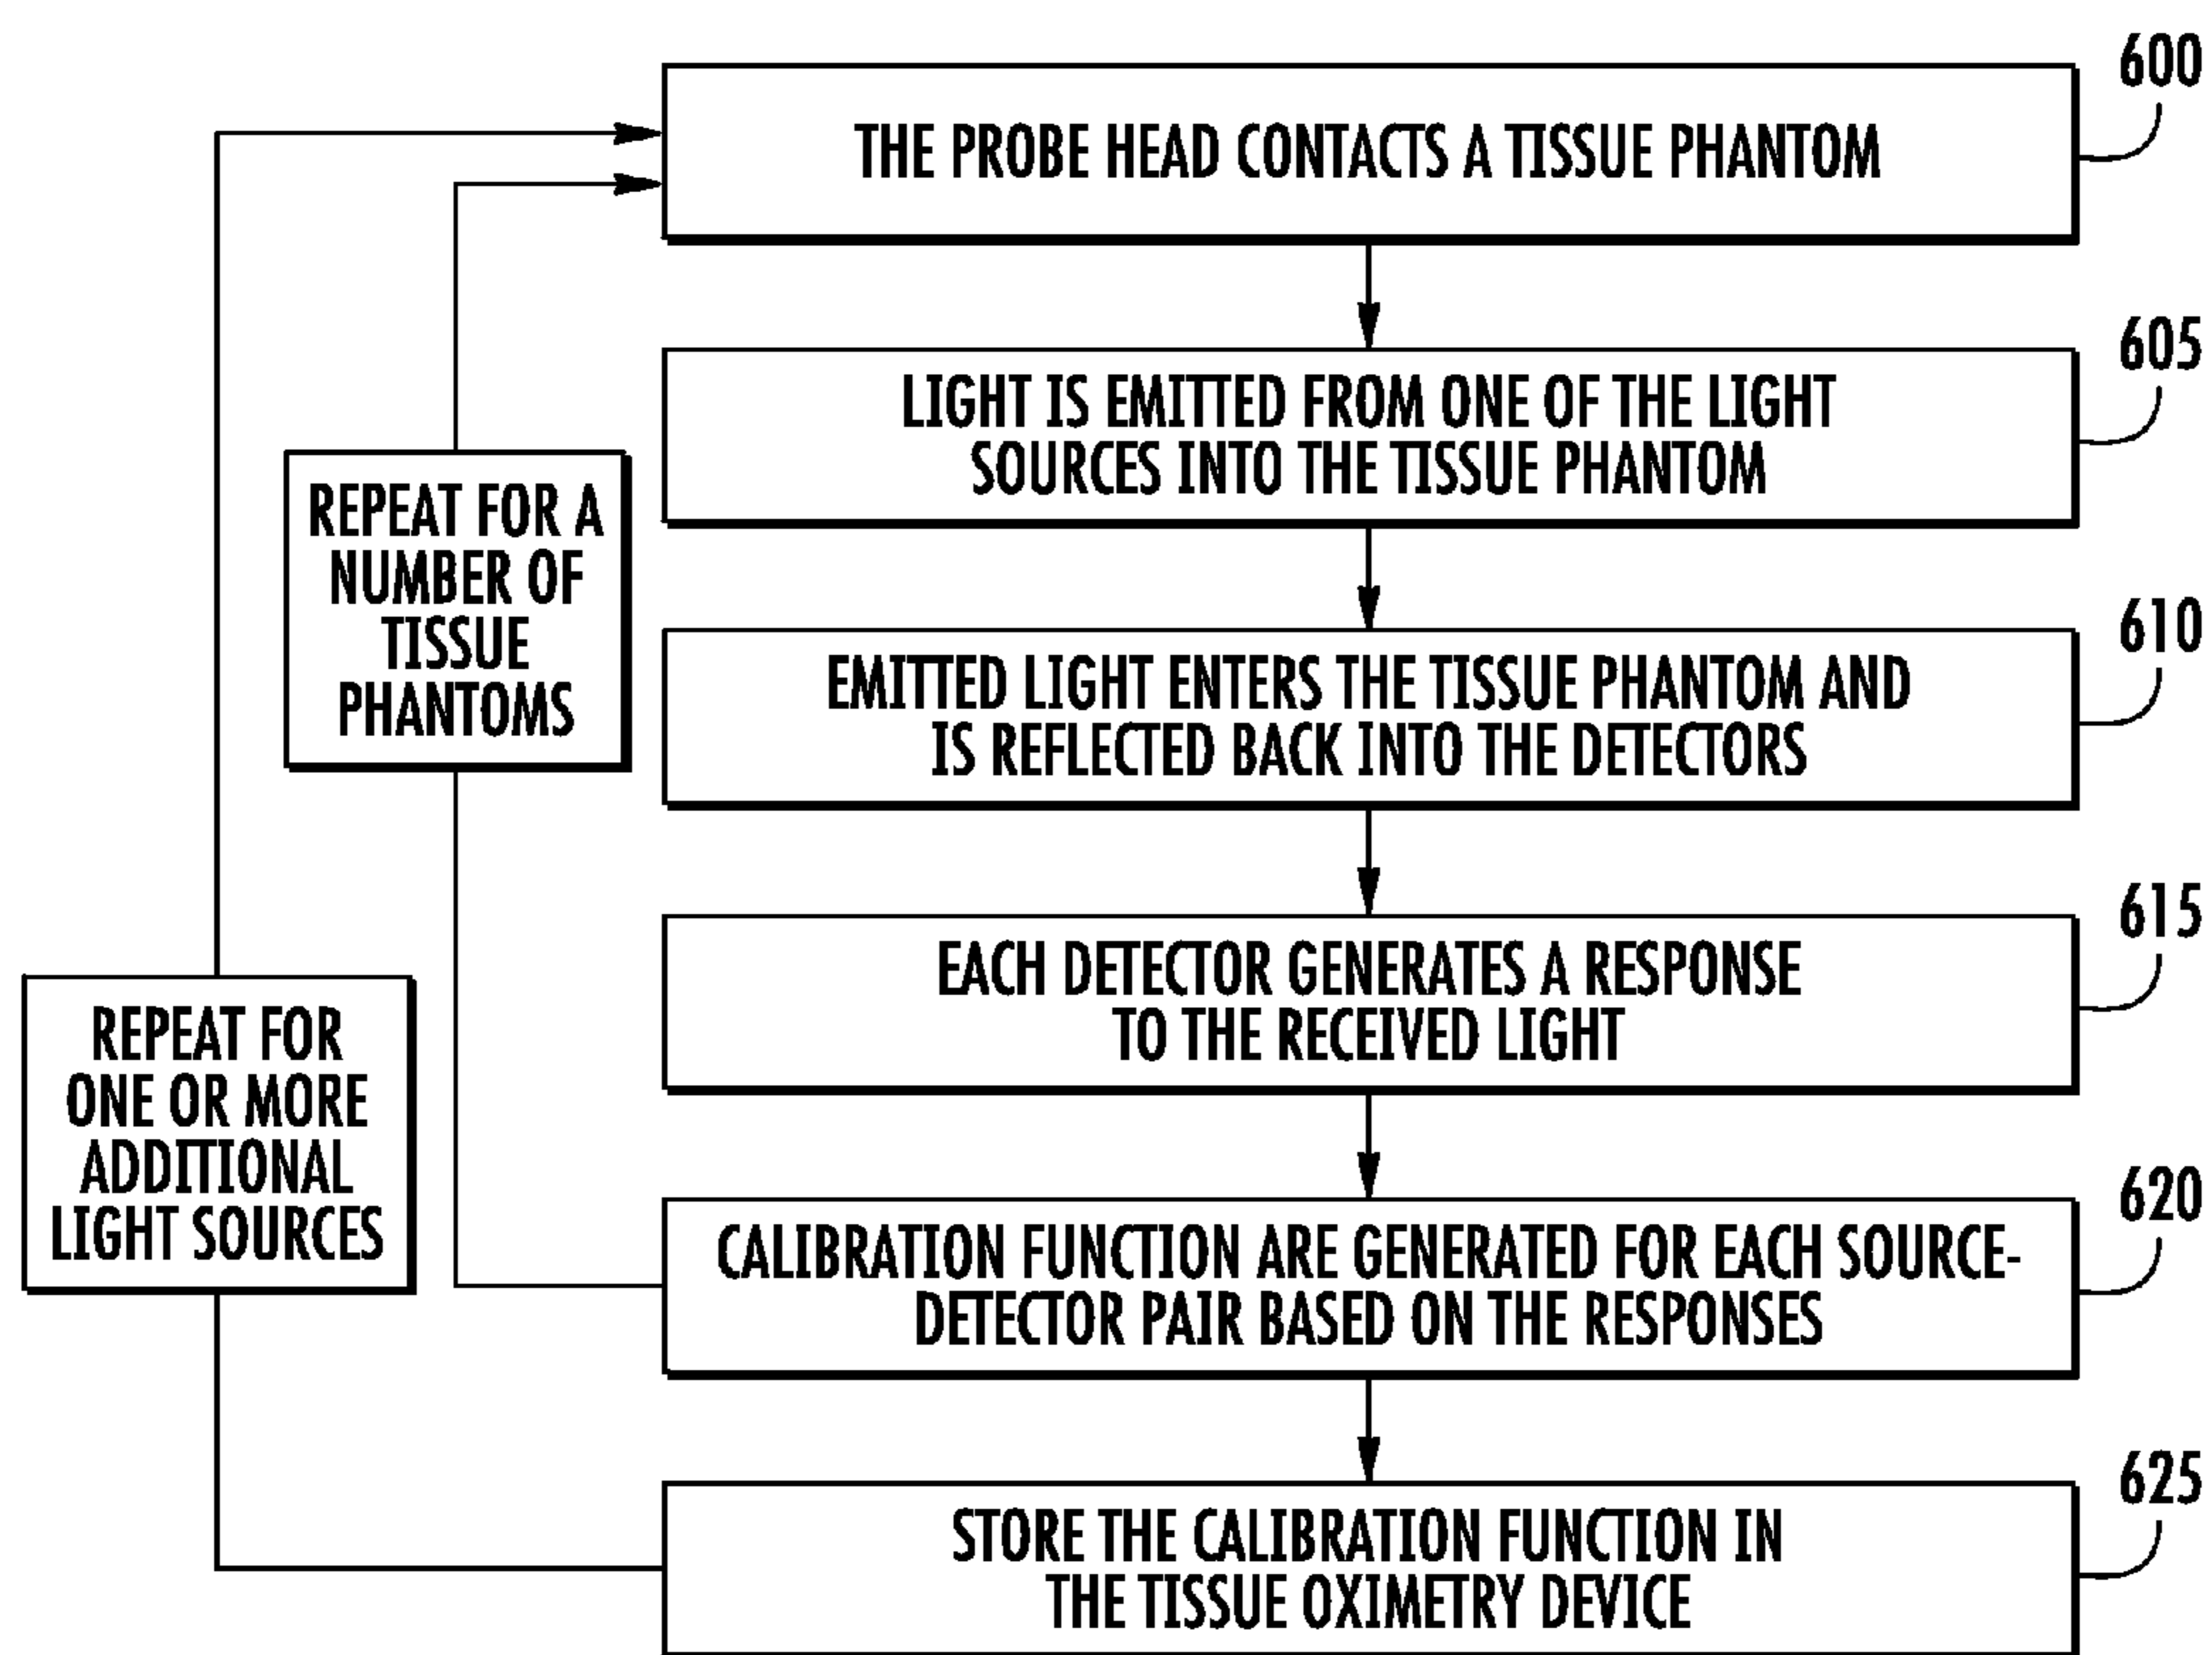 600
THE PROBE HEAD CONTACTS A TISSUE PHANTOM
605
LIGHT IS EMITTED FROM ONE OF THE LIGHT
SOURCES INTO THE TISSUE PHANTOM
610
EMITTED LIGHT ENTERS THE TISSUE PHANTOM AND
IS REFLECTED BACK INTO THE DETECTORS
615
EACH DETECTOR GENERATES A RESPONSE
TO THE RECEIVED LIGHT
620
CALIBRATION FUNCTION ARE GENERATED FOR EACH SOURCE-
DETECTOR PAIR BASED ON THE RESPONSES
625
STORE THE CALIBRATION FUNCTION IN
THE TISSUE OXIMETRY DEVICE
REPEAT FOR A
NUMBER OF
TISSUE
PHANTOMS
REPEAT FOR
ONE OR MORE
ADDITIONAL
LIGHT SOURCES